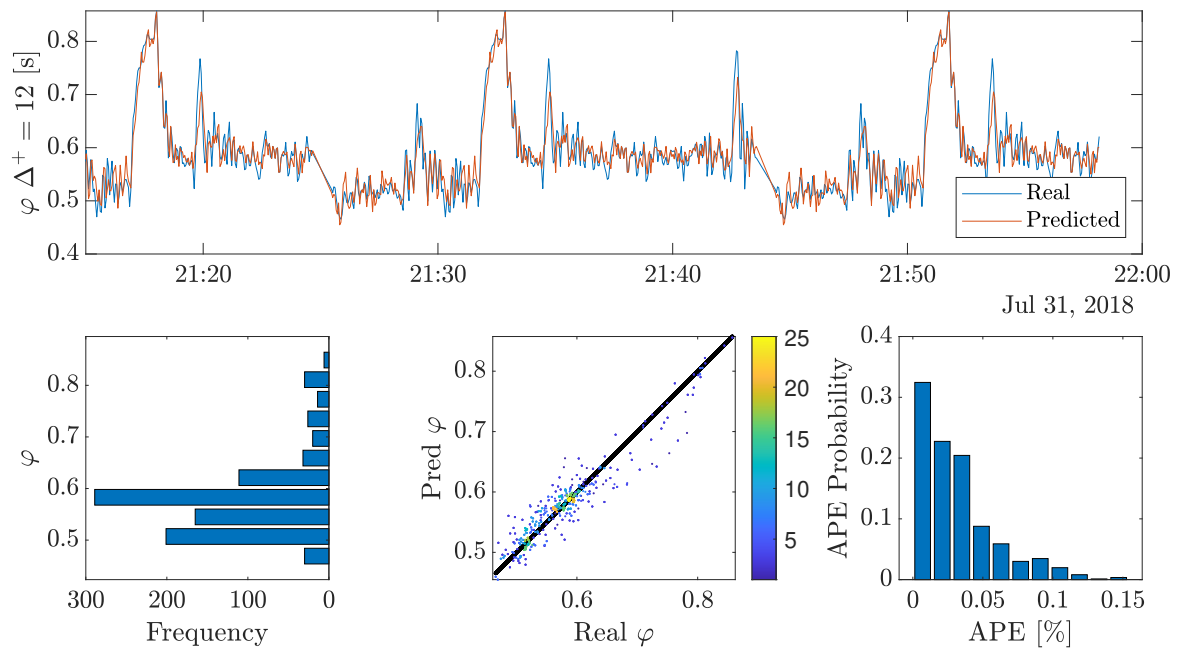 φ Δ⁺ = 12 [s]
0.8
0.7
0.6
0.5
0.4
Real
Predicted
21:20 21:30 21:40 21:50 22:00
Jul 31, 2018
φ
0.8
0.7
0.6
0.5
300 200 100 0
Frequency
Pred φ
0.8
0.7
0.6
0.5
0.6 0.8
Real φ
25
20
15
10
5
APE Probability
0.4
0.3
0.2
0.1
0
0 0.05 0.1 0.15
APE [%]